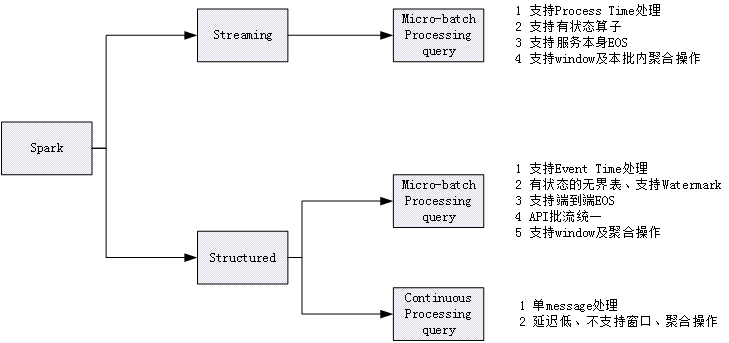 Spark
Streaming
Micro-batch
Processing
query
1 支持Process Time处理
2 支持有状态算子
3 支持服务本身EOS
4 支持window及本批内聚合操作
Structured
Micro-batch
Processing
query
1 支持Event Time处理
2 有状态的无界表、支持Watermark
3 支持端到端EOS
4 API批流统一
5 支持window及聚合操作
Continuous
Processing
query
1 单message处理
2 延迟低、不支持窗口、聚合操作